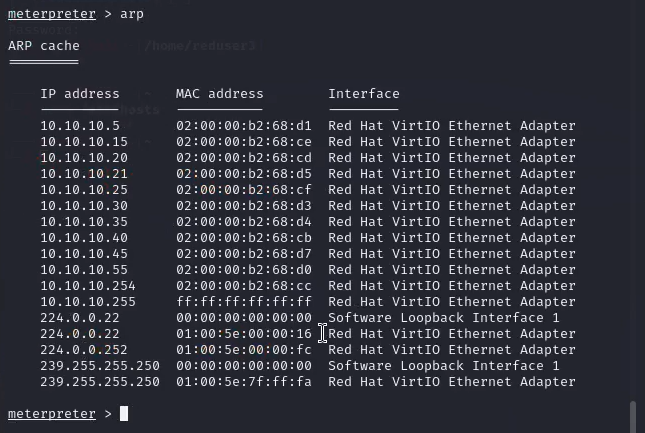 meterpreter > arp
ARP cache
/home/reduser3
IP address MAC address Interface
hosts
10.10.10.5 02:00:00:b2:68:d1 Red Hat VirtIO Ethernet Adapter
10.10.10.15 02:00:00:b2:68:ce Red Hat VirtIO Ethernet Adapter
10.10.10.20 02:00:00:b2:68:cd Red Hat VirtIO Ethernet Adapter
10.10.10.21 02:00:00:b2:68:d5 Red Hat VirtIO Ethernet Adapter
10.10.10.25 02:00:00:b2:68:cf Red Hat VirtIO Ethernet Adapter
10.10.10.30 02:00:00:b2:68:d3 Red Hat VirtIO Ethernet Adapter
10.10.10.35 02:00:00:b2:68:d4 Red Hat VirtIO Ethernet Adapter
10.10.10.40 02:00:00:b2:68:cb Red Hat VirtIO Ethernet Adapter
10.10.10.45 02:00:00:b2:68:d7 Red Hat VirtIO Ethernet Adapter
10.10.10.55 02:00:00:b2:68:d0 Red Hat VirtIO Ethernet Adapter
10.10.10.254 02:00:00:b2:68:cc Red Hat VirtIO Ethernet Adapter
10.10.10.255 ff:ff:ff:ff:ff:ff Red Hat VirtIO Ethernet Adapter
224.0.0.22 00:00:00:00:00:00 Software Loopback Interface 1
224.0.0.22 01:00:5e:00:00:16 Red Hat VirtIO Ethernet Adapter
224.0.0.252 01:00:5e:00:00:fc Red Hat VirtIO Ethernet Adapter
239.255.255.250 00:00:00:00:00:00 Software Loopback Interface 1
239.255.255.250 01:00:5e:7f:ff:fa Red Hat VirtIO Ethernet Adapter
meterpreter >